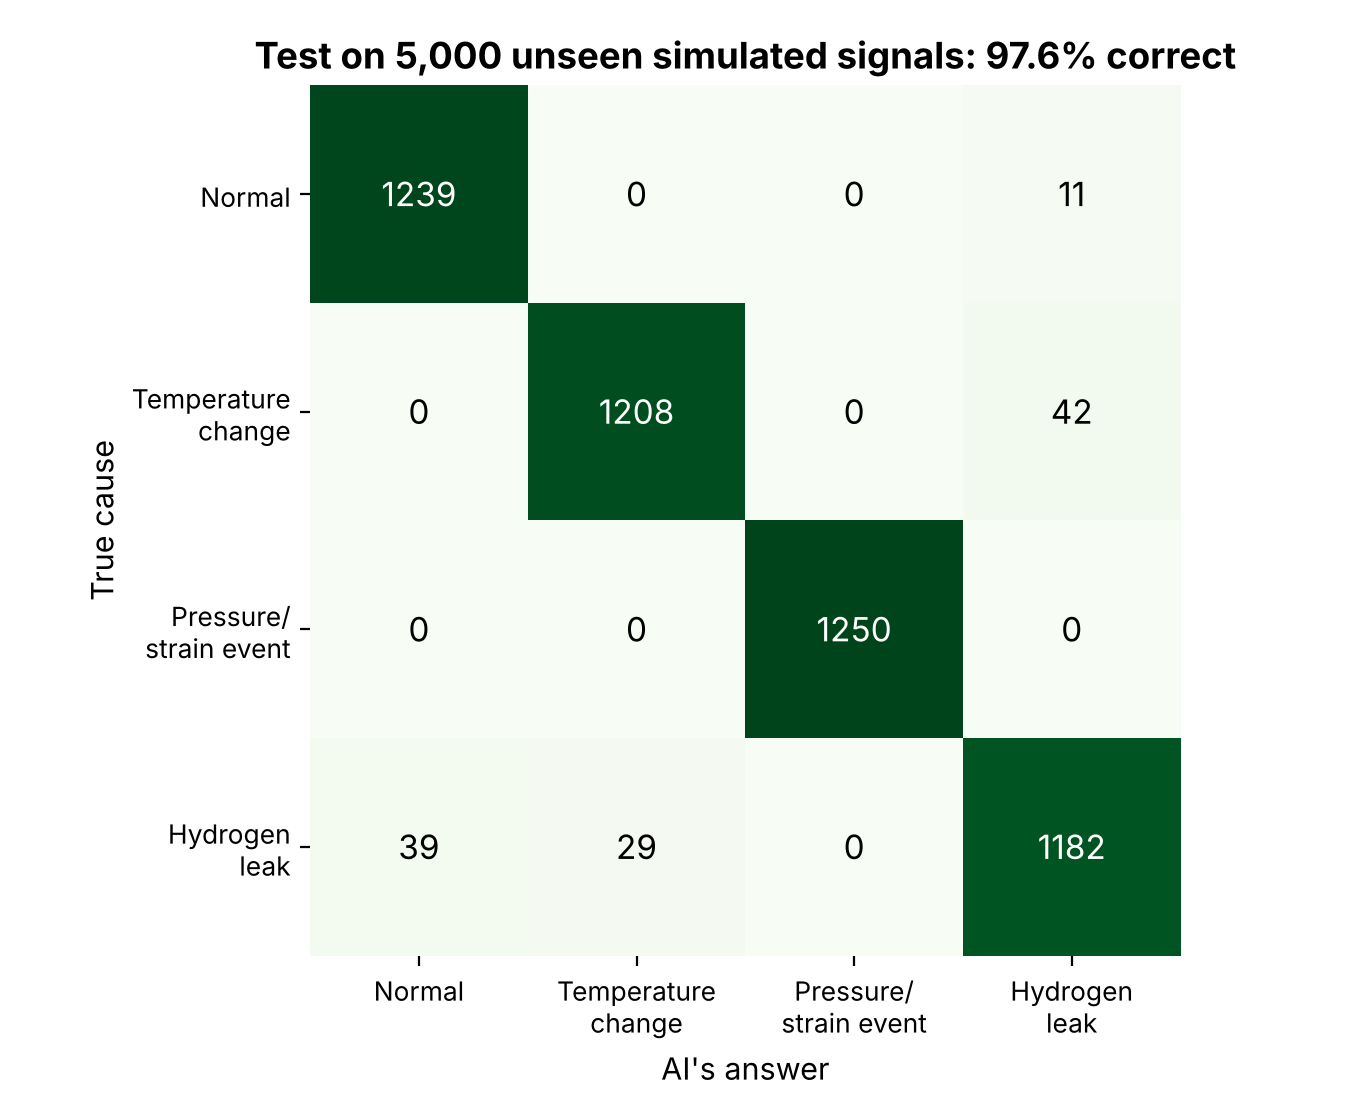 Test on 5,000 unseen simulated signals: 97.6% correct
Normal
1239
0
0
11
Temperature
change
0
1208
0
42
True cause
Pressure/
strain event
0
0
1250
0
Hydrogen
leak
39
29
0
1182
Normal
Temperature
change
Pressure/
strain event
Hydrogen
leak
AI's answer